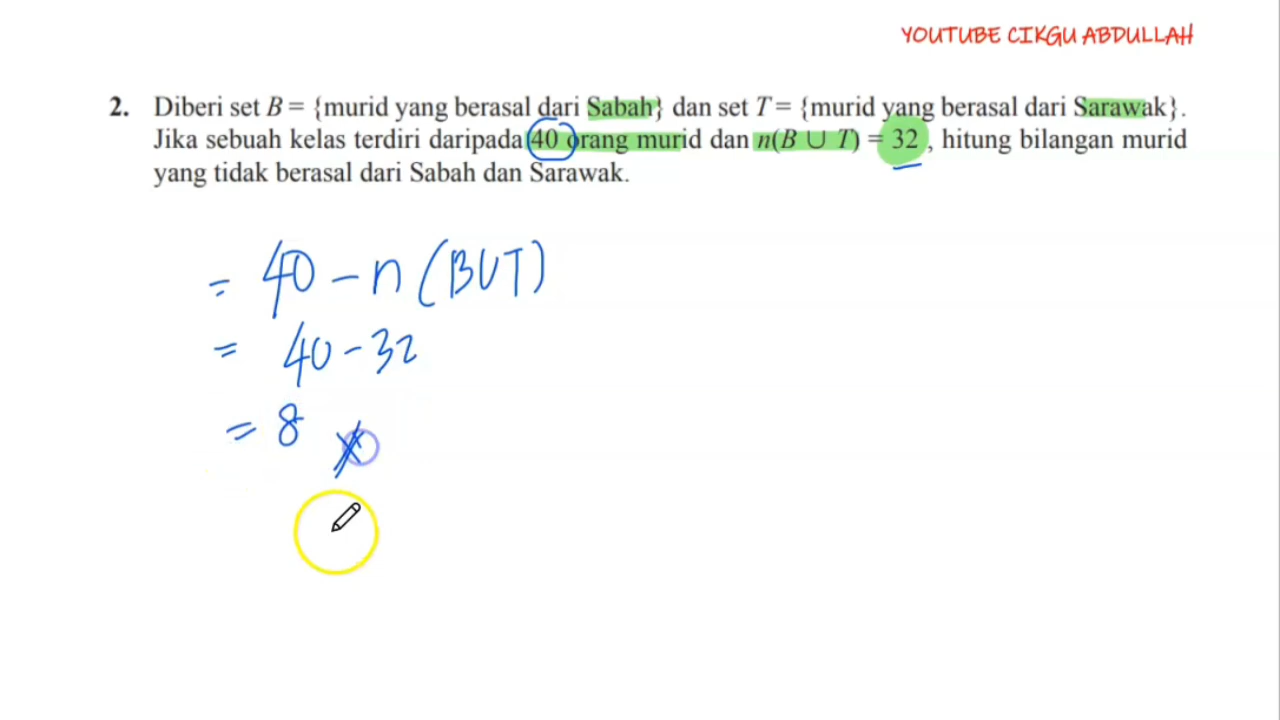 YOUTUBE CIKGU ABDULLAH
2. Diberi set B = {murid yang berasal dari Sabah} dan set T = {murid yang berasal dari Sarawak}.
Jika sebuah kelas terdiri daripada 40 orang murid dan n(B ∪ T) = 32 , hitung bilangan murid
yang tidak berasal dari Sabah dan Sarawak.
= 40 - n (BUT)
= 40 - 32
= 8